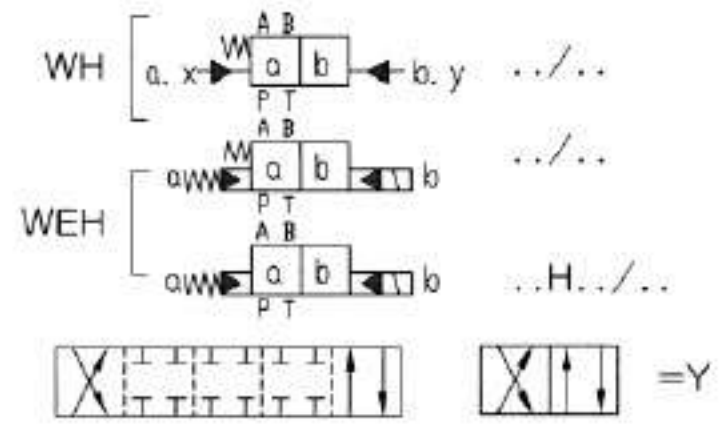 A B
WH a. x a b b. y ../..
P T
A B
a a b b ../..
P T
WEH
A B
a a b b ..H../..
P T
=Y